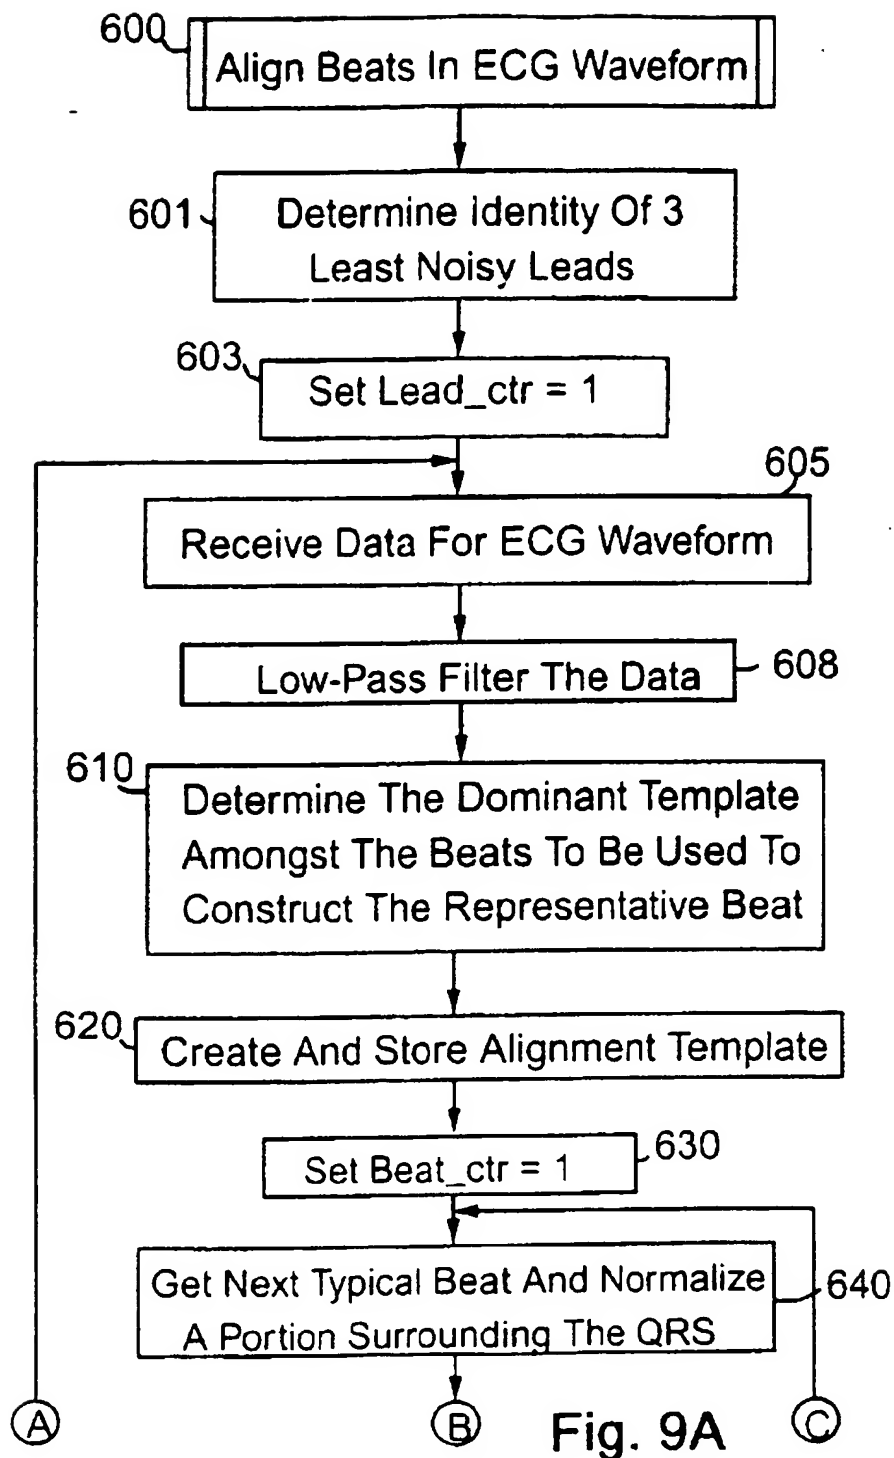 600
Align Beats In ECG Waveform
601
Determine Identity Of 3
Least Noisy Leads
603
Set Lead_ctr = 1
605
Receive Data For ECG Waveform
Low-Pass Filter The Data
608
610
Determine The Dominant Template
Amongst The Beats To Be Used To
Construct The Representative Beat
620
Create And Store Alignment Template
Set Beat_ctr = 1
630
Get Next Typical Beat And Normalize
A Portion Surrounding The QRS
640
A
B
Fig. 9A
C